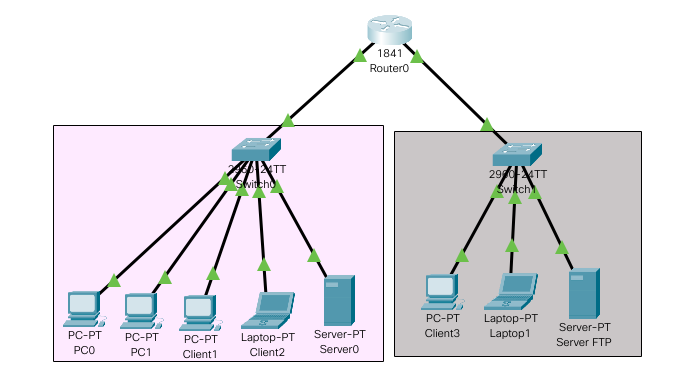 1841
Router0
2960-24TT
Switch0
2960-24TT
Switch1
PC-PT
PC0
PC-PT
PC1
PC-PT
Client1
Laptop-PT
Client2
Server-PT
Server0
PC-PT
Client3
Laptop-PT
Laptop1
Server-PT
Server FTP